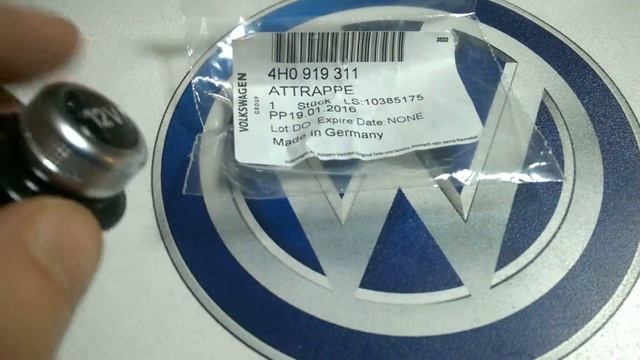 3022
4H0 919 311
ATTRAPPE
1 Stück LS:10385175
PP19.01.2016
Lot:DO Expire Date:NONE
Made in Germany
VOLKSWAGEN
GROUP
12V